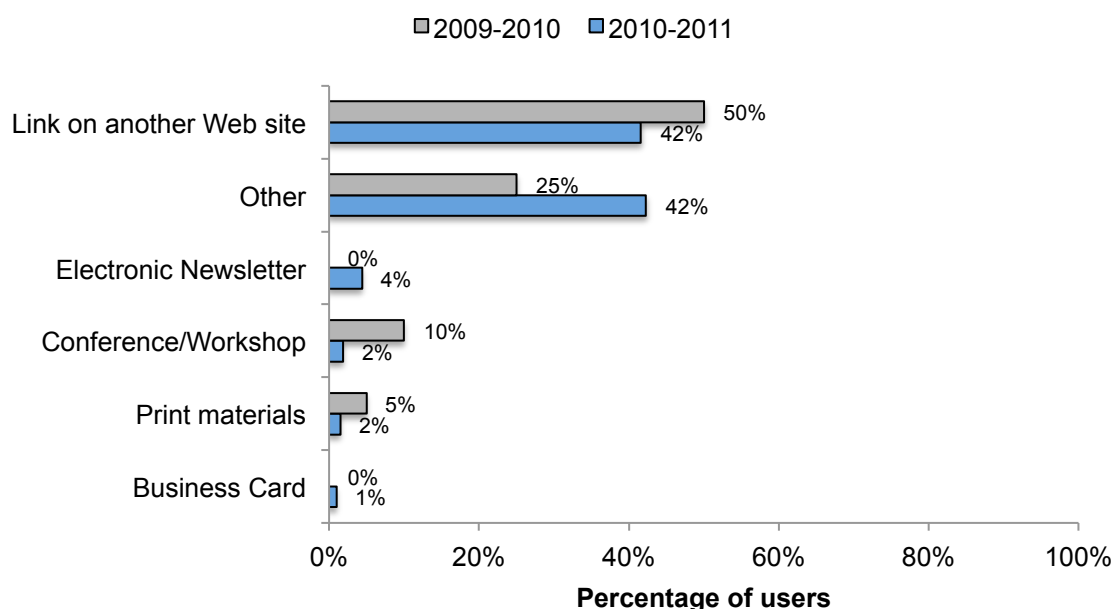 2009-2010 2010-2011
Link on another Web site 50%
42%
Other 25%
42%
Electronic Newsletter 0%
4%
Conference/Workshop 10%
2%
Print materials 5%
2%
Business Card 0%
1%
0% 20% 40% 60% 80% 100%
Percentage of users